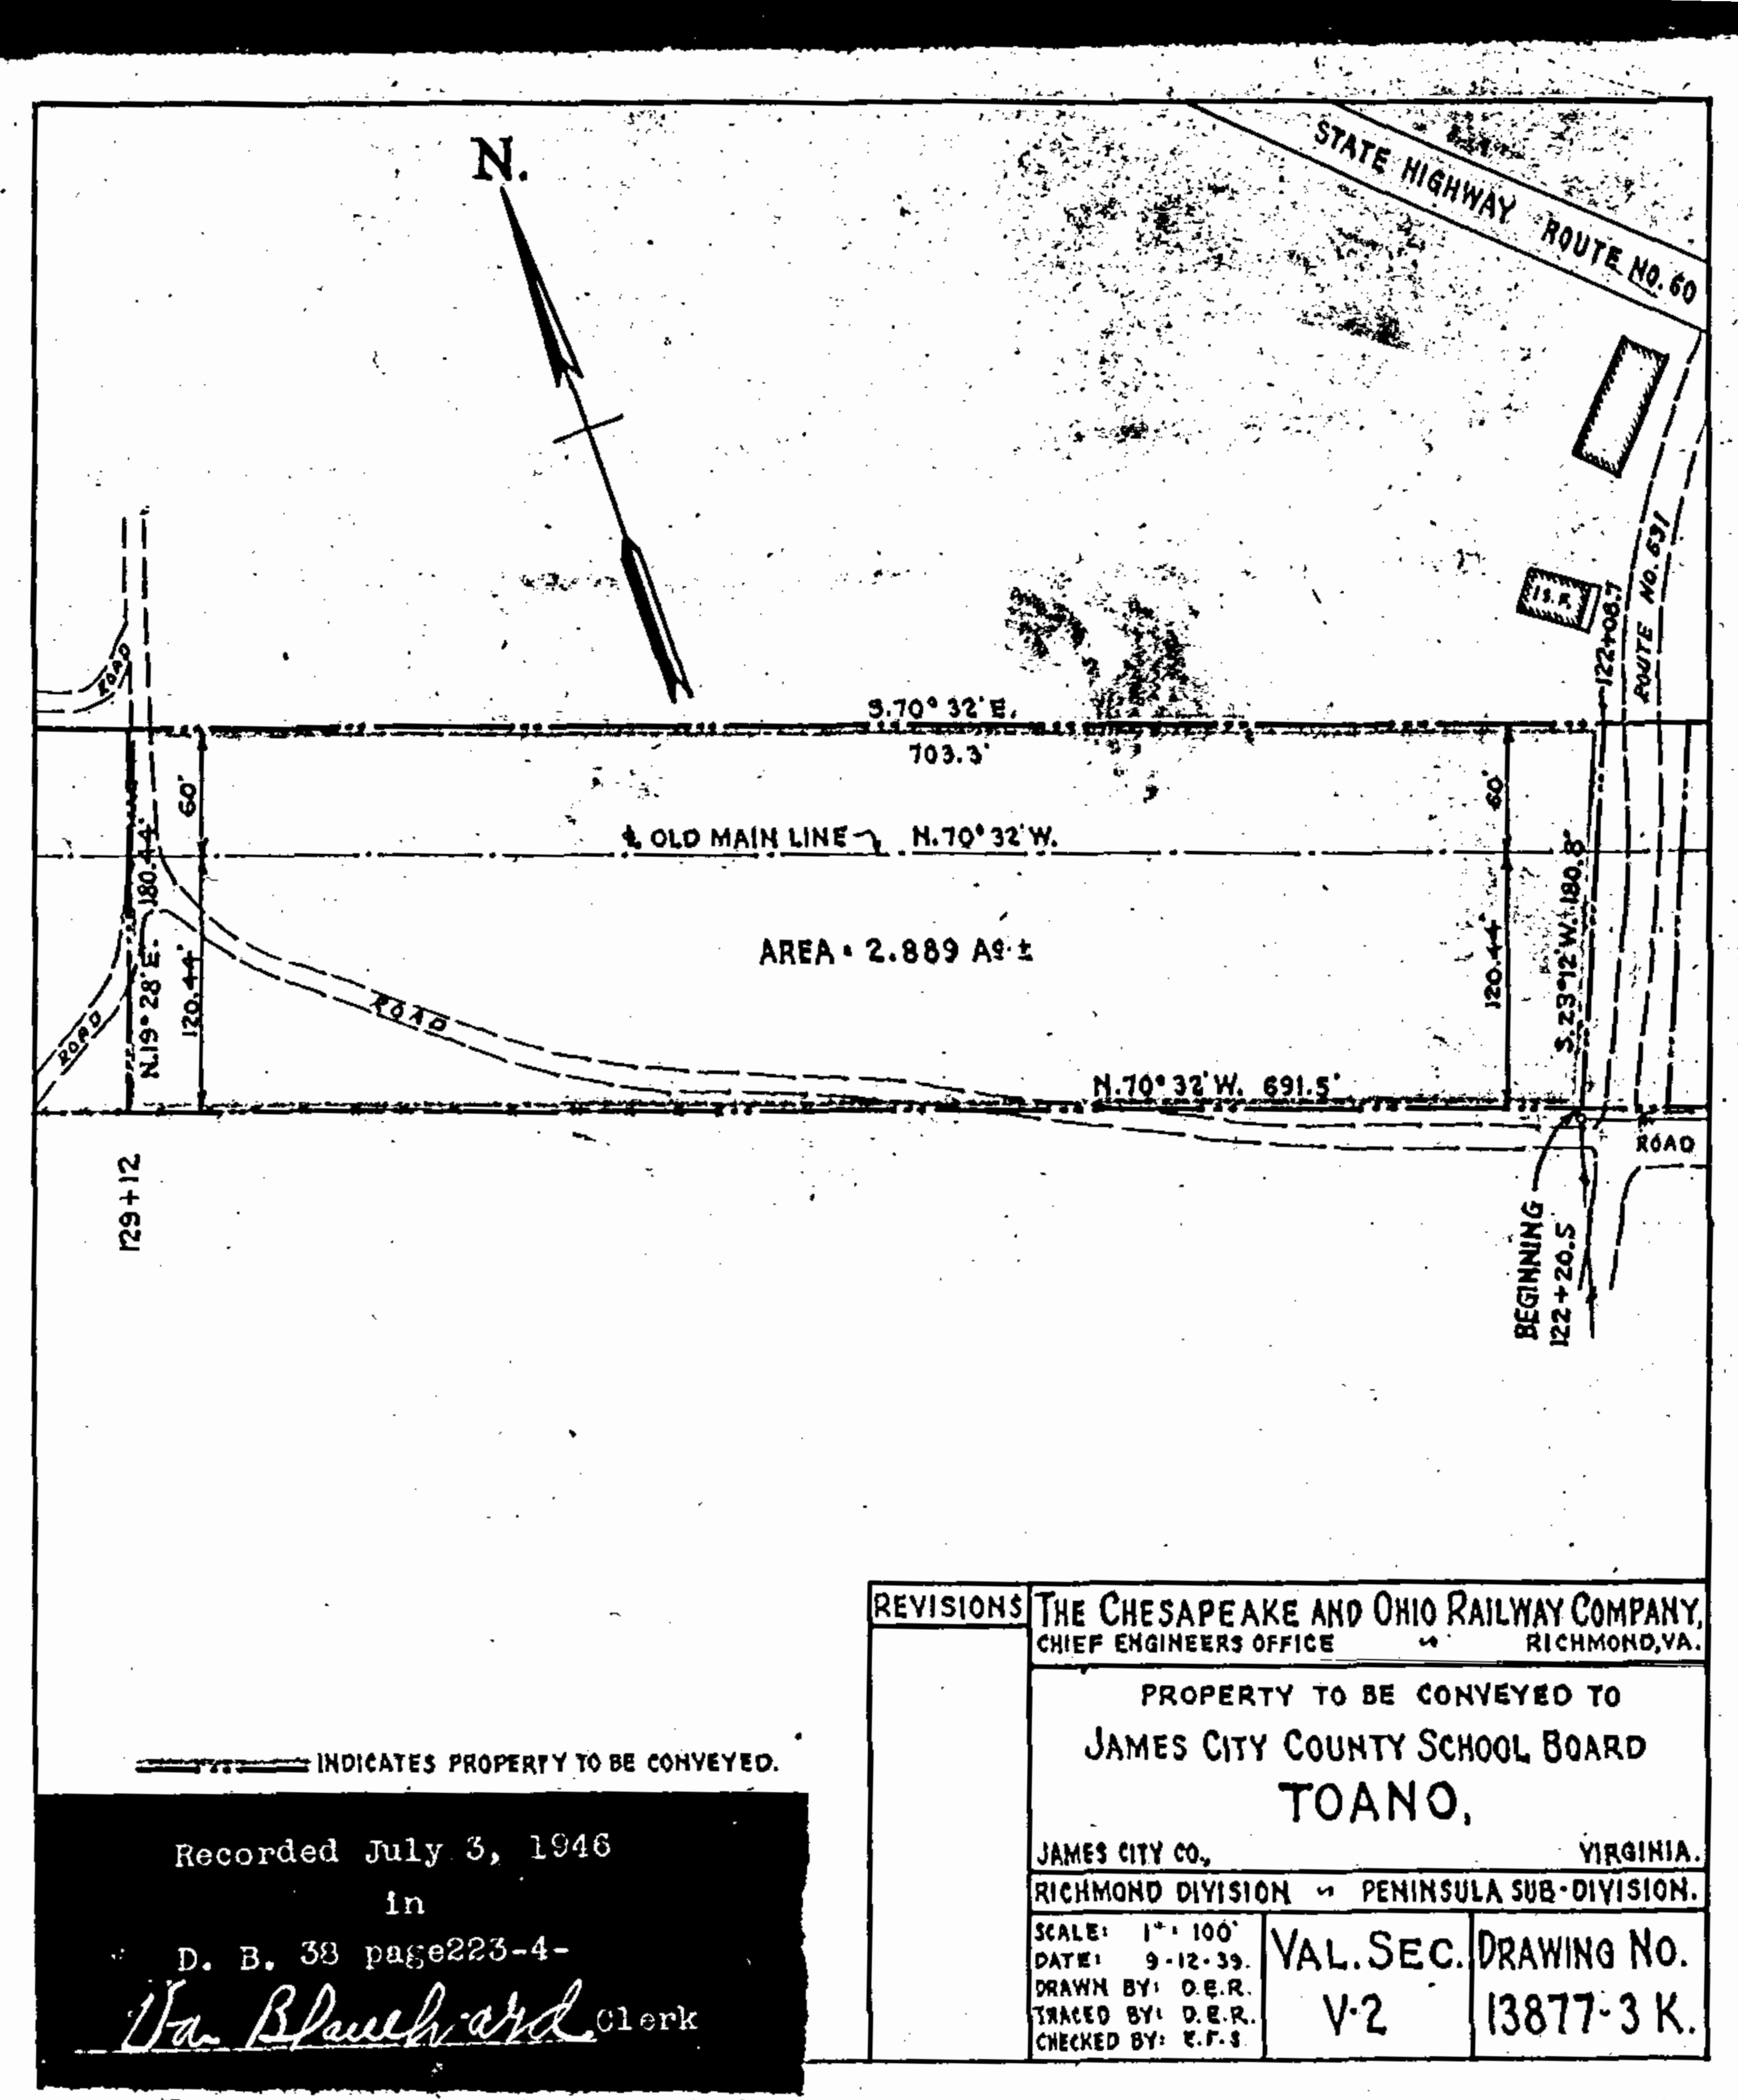 N.
STATE HIGHWAY ROUTE NO. 60
ROUTE NO. 631
122+08.7
ROAD
S.70° 32' E.
703.3'
60'
60'
℄ OLD MAIN LINE N.70° 32' W.
N.19° 28' E. 180.44'
120.44'
AREA = 2.889 Ac. ±
120.44'
S. 23° 12' W. 180.8'
ROAD
ROAD
N.70° 32' W. 691.5'
ROAD
129+12
BEGINNING
122+20.5
REVISIONS
THE CHESAPEAKE AND OHIO RAILWAY COMPANY,
CHIEF ENGINEERS OFFICE ~ RICHMOND, VA.
PROPERTY TO BE CONVEYED TO
JAMES CITY COUNTY SCHOOL BOARD
TOANO,
JAMES CITY CO., VIRGINIA.
RICHMOND DIVISION ~ PENINSULA SUB-DIVISION.
SCALE: 1" = 100'
DATE: 9-12-39.
DRAWN BY: D.E.R.
TRACED BY: D.E.R.
CHECKED BY: E.F.S.
VAL. SEC.
V-2
DRAWING NO.
13877-3 K.
INDICATES PROPERTY TO BE CONVEYED.
Recorded July 3, 1946
in
D. B. 38 page223-4-
Va Blanchard Clerk